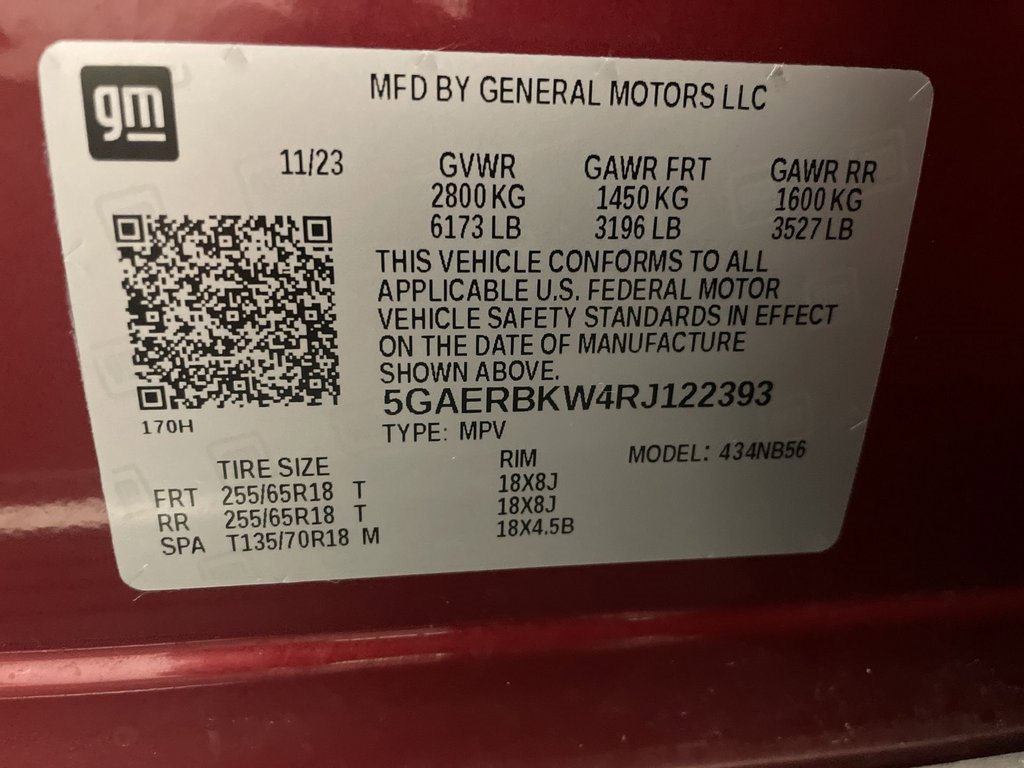 gm
MFD BY GENERAL MOTORS LLC
11/23 GVWR GAWR FRT GAWR RR
2800 KG 1450 KG 1600 KG
6173 LB 3196 LB 3527 LB
THIS VEHICLE CONFORMS TO ALL
APPLICABLE U.S. FEDERAL MOTOR
VEHICLE SAFETY STANDARDS IN EFFECT
ON THE DATE OF MANUFACTURE
SHOWN ABOVE.
5GAERBKW4RJ122393
170H
TYPE: MPV
TIRE SIZE RIM MODEL: 434NB56
FRT 255/65R18 T 18X8J
RR 255/65R18 T 18X8J
SPA T135/70R18 M 18X4.5B